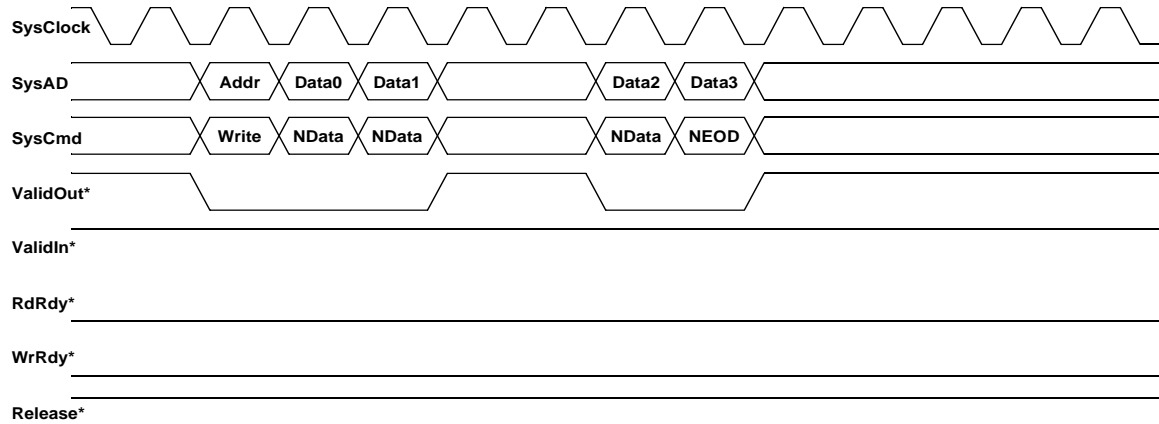 SysClock
SysAD Addr Data0 Data1 Data2 Data3
SysCmd Write NData NData NData NEOD
ValidOut*
ValidIn*
RdRdy*
WrRdy*
Release*